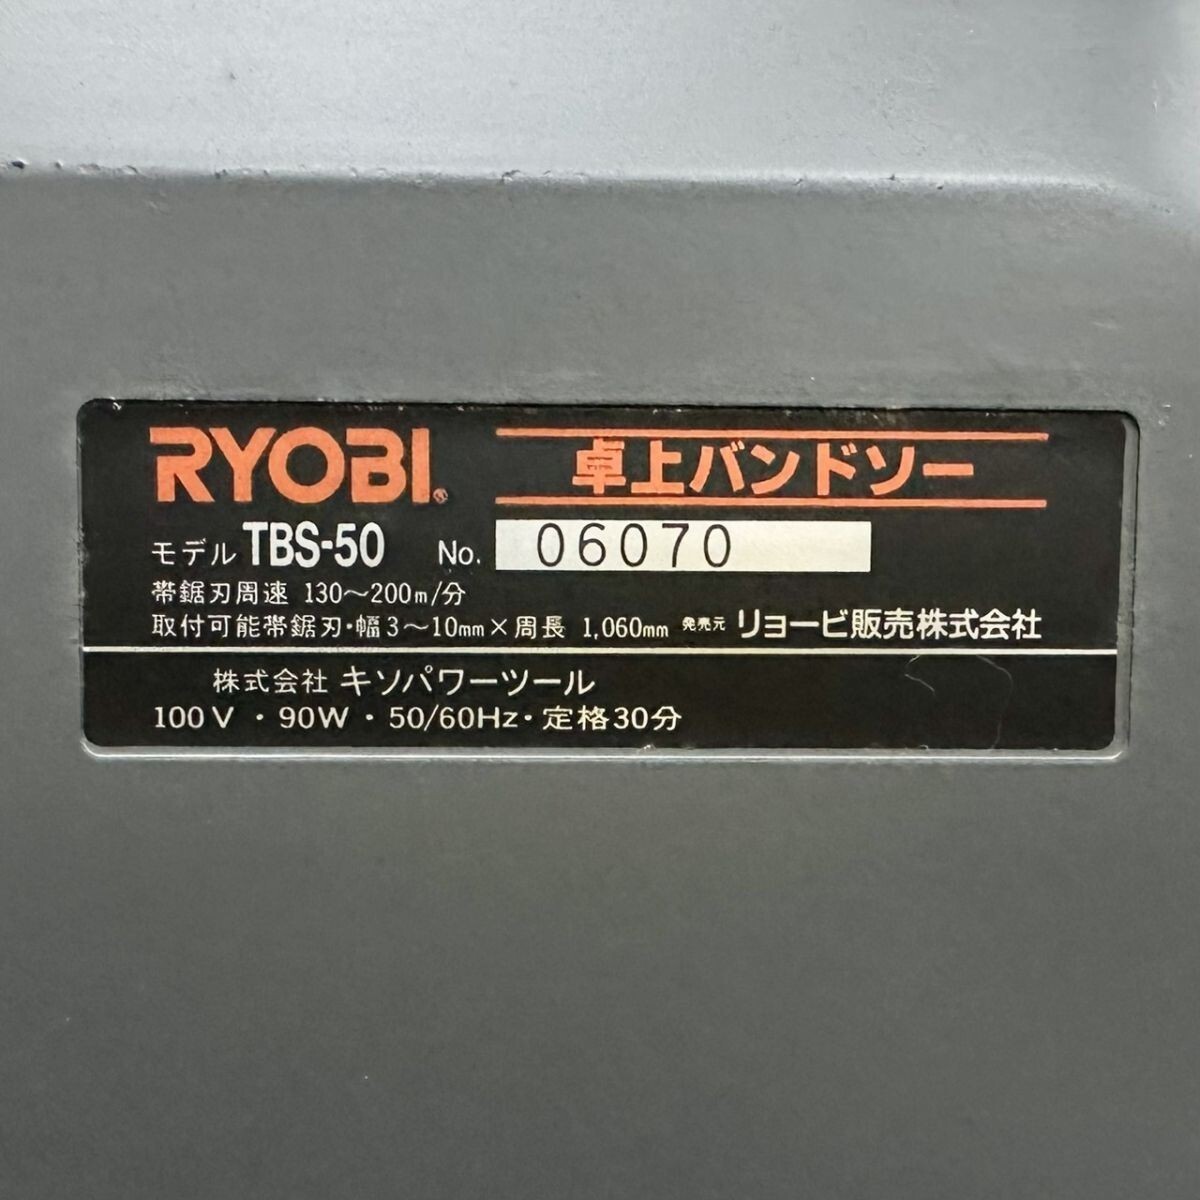 RYOBI® 卓上バンドソー
モデル TBS-50 No. 06070
帯鋸刃周速 130～200m/分
取付可能帯鋸刃・幅3～10mm×周長 1,060mm 発売元 リョービ販売株式会社
株式会社 キソパワーツール
100V・90W・50/60Hz・定格30分